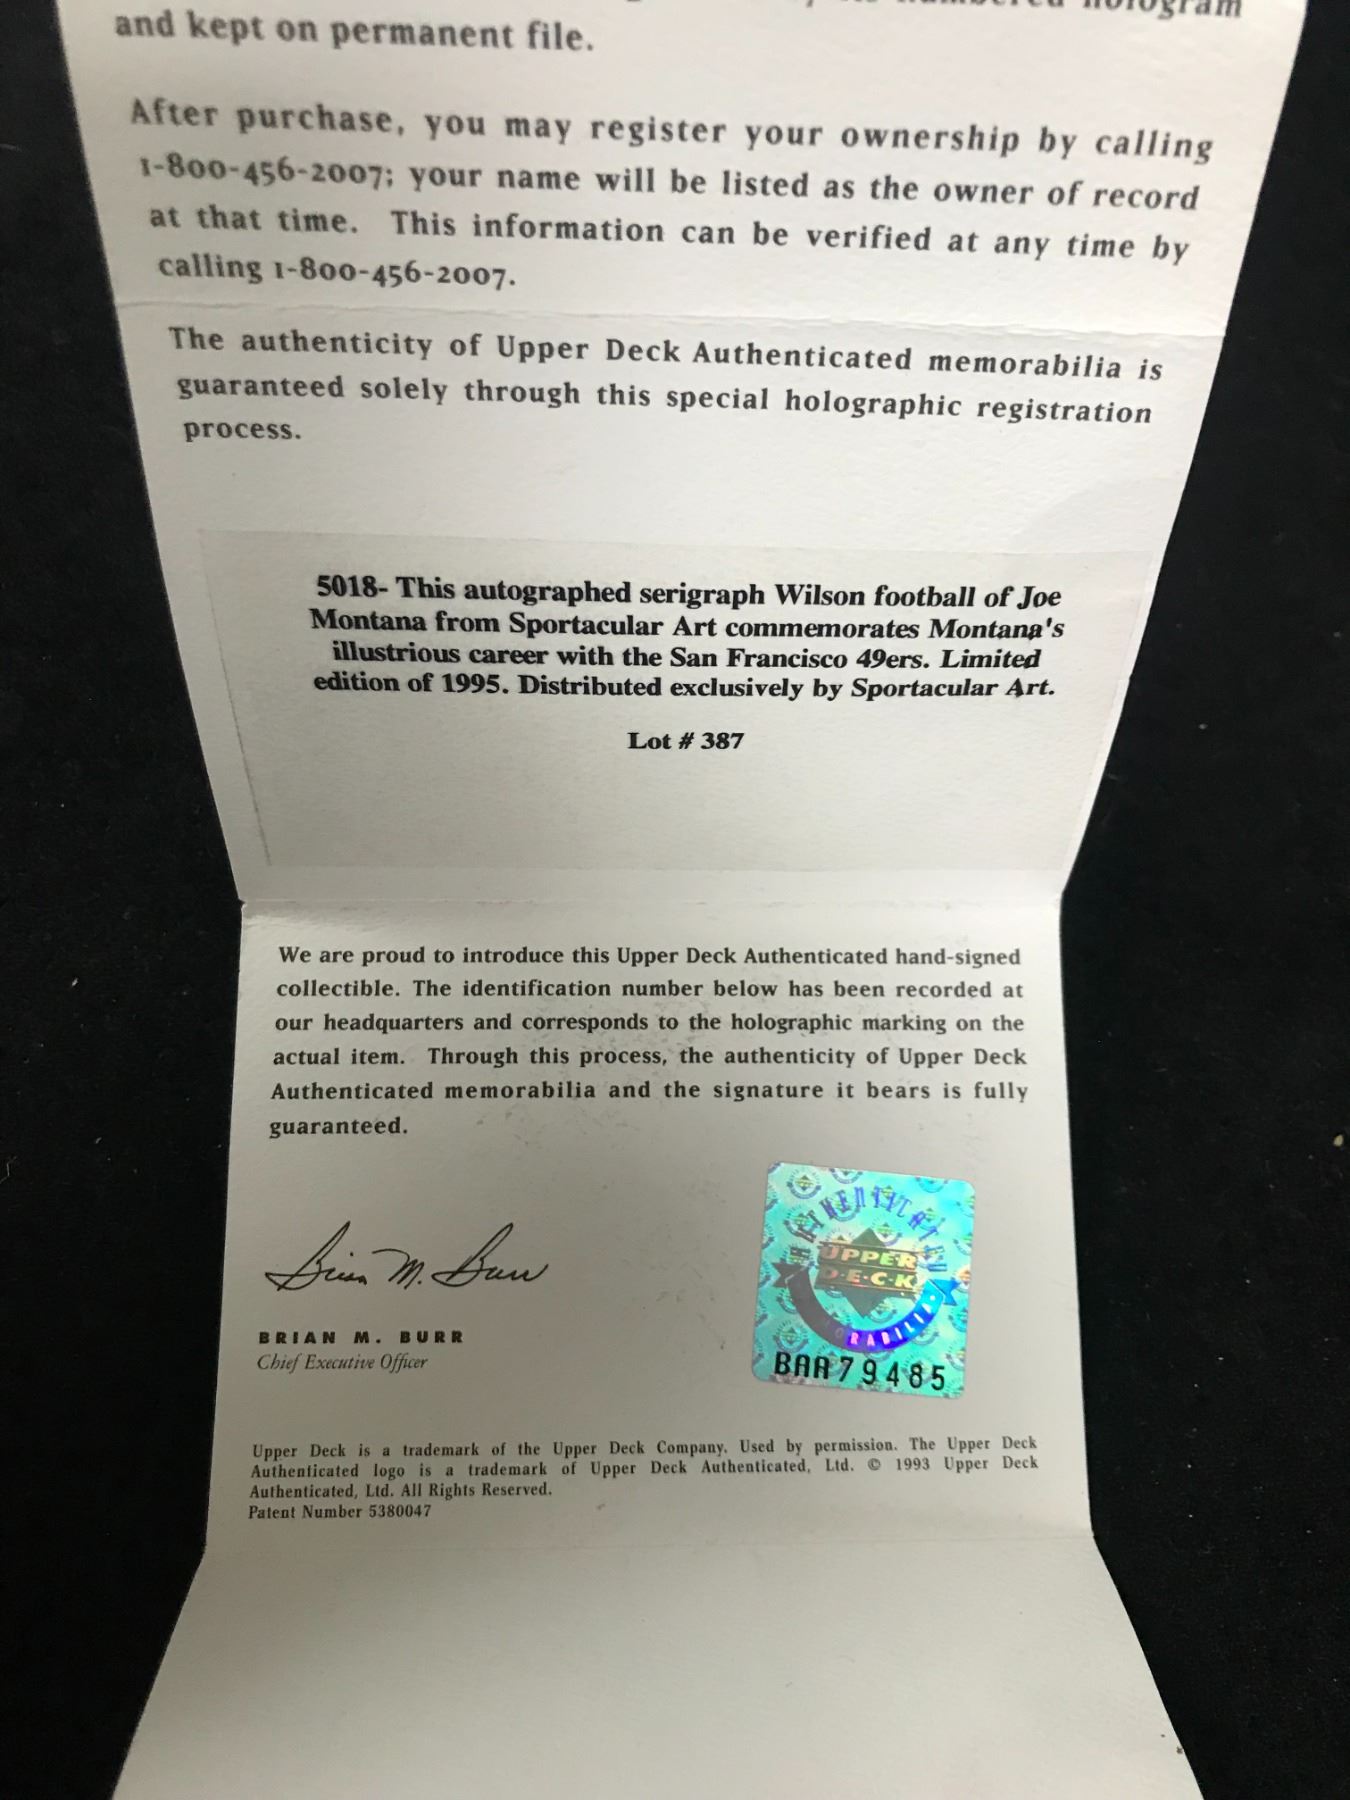 numbered hologram
and kept on permanent file.
After purchase, you may register your ownership by calling
1-800-456-2007; your name will be listed as the owner of record
at that time. This information can be verified at any time by
calling 1-800-456-2007.
The authenticity of Upper Deck Authenticated memorabilia is
guaranteed solely through this special holographic registration
process.
5018- This autographed serigraph Wilson football of Joe
Montana from Sportacular Art commemorates Montana's
illustrious career with the San Francisco 49ers. Limited
edition of 1995. Distributed exclusively by Sportacular Art.
Lot # 387
We are proud to introduce this Upper Deck Authenticated hand-signed
collectible. The identification number below has been recorded at
our headquarters and corresponds to the holographic marking on the
actual item. Through this process, the authenticity of Upper Deck
Authenticated memorabilia and the signature it bears is fully
guaranteed.
Brian M. Burr
BRIAN M. BURR
Chief Executive Officer
AUTHENTICATED
UPPER
D·E·C·K
BAA79485
Upper Deck is a trademark of the Upper Deck Company. Used by permission. The Upper Deck
Authenticated logo is a trademark of Upper Deck Authenticated, Ltd. © 1993 Upper Deck
Authenticated, Ltd. All Rights Reserved.
Patent Number 5380047